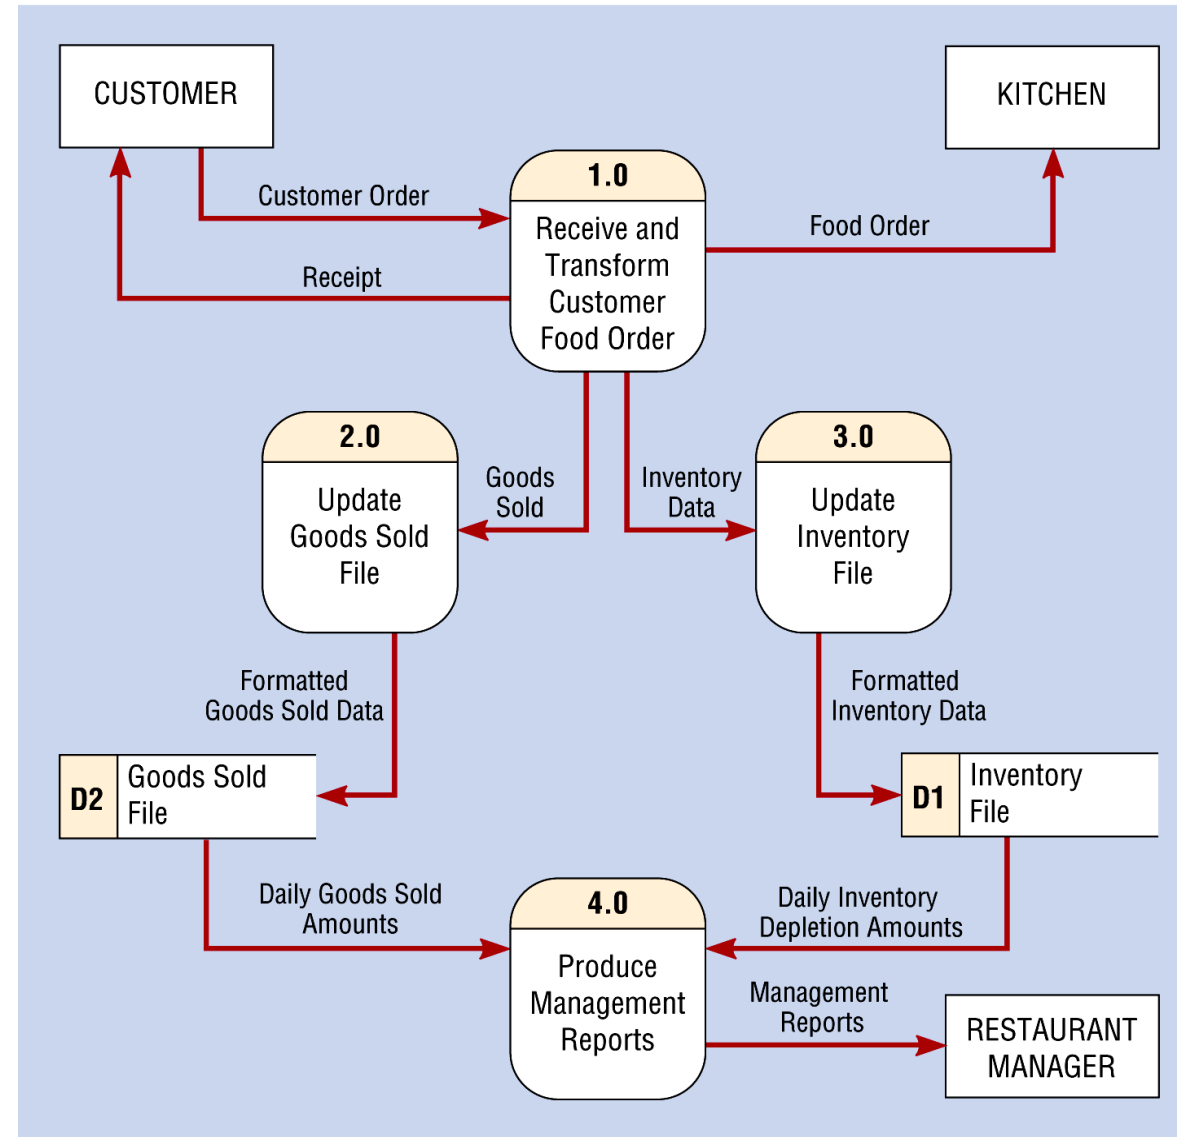 CUSTOMER
KITCHEN
1.0
Receive and
Transform
Customer
Food Order
Customer Order
Receipt
Food Order
2.0
Update
Goods Sold
File
Goods
Sold
Inventory
Data
3.0
Update
Inventory
File
Formatted
Goods Sold Data
Formatted
Inventory Data
D2
Goods Sold
File
D1
Inventory
File
Daily Goods Sold
Amounts
4.0
Produce
Management
Reports
Daily Inventory
Depletion Amounts
Management
Reports
RESTAURANT
MANAGER